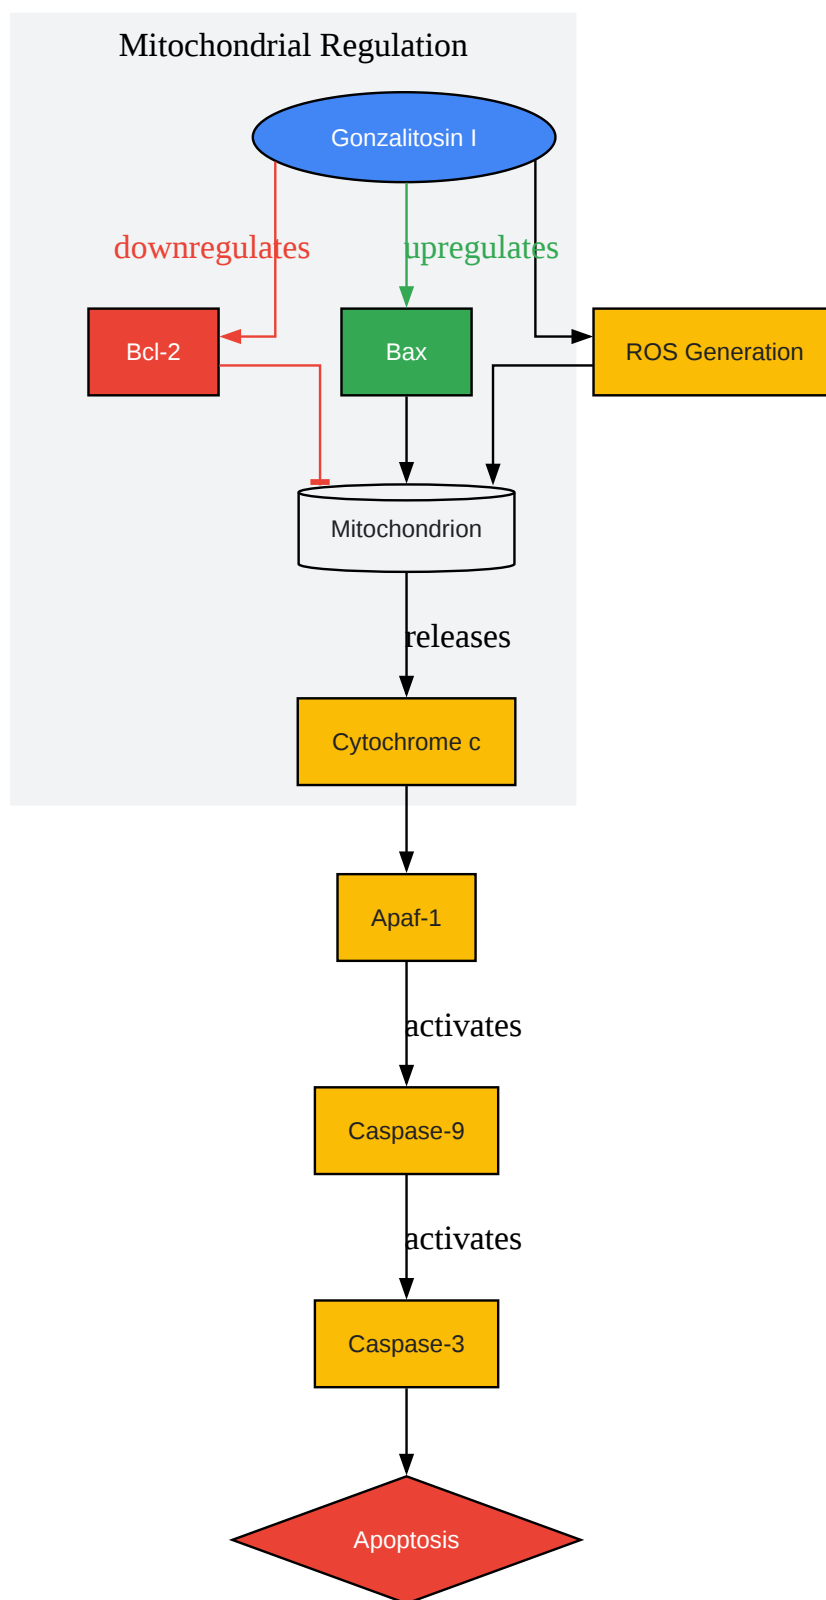 Mitochondrial Regulation
Gonzalitosin I
downregulates
upregulates
Bcl-2
Bax
ROS Generation
Mitochondrion
releases
Cytochrome c
Apaf-1
activates
Caspase-9
activates
Caspase-3
Apoptosis